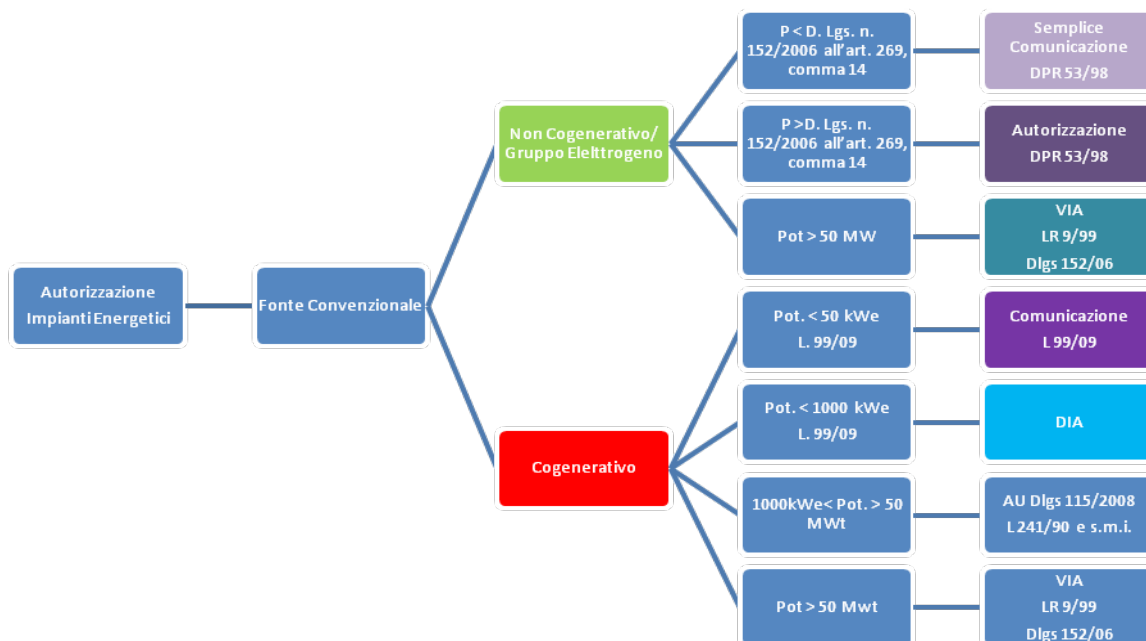 Autorizzazione
Impianti Energetici
Fonte Convenzionale
Non Cogenerativo/
Gruppo Elelttrogeno
P < D. Lgs. n.
152/2006 all'art. 269,
comma 14
Semplice
Comunicazione
DPR 53/98
P >D. Lgs. n.
152/2006 all'art. 269,
comma 14
Autorizzazione
DPR 53/98
Pot > 50 MW
VIA
LR 9/99
Dlgs 152/06
Cogenerativo
Pot. < 50 kWe
L. 99/09
Comunicazione
L 99/09
Pot. < 1000 kWe
L. 99/09
DIA
1000kWe< Pot. > 50
MWt
AU Dlgs 115/2008
L 241/90 e s.m.i.
Pot > 50 Mwt
VIA
LR 9/99
Dlgs 152/06